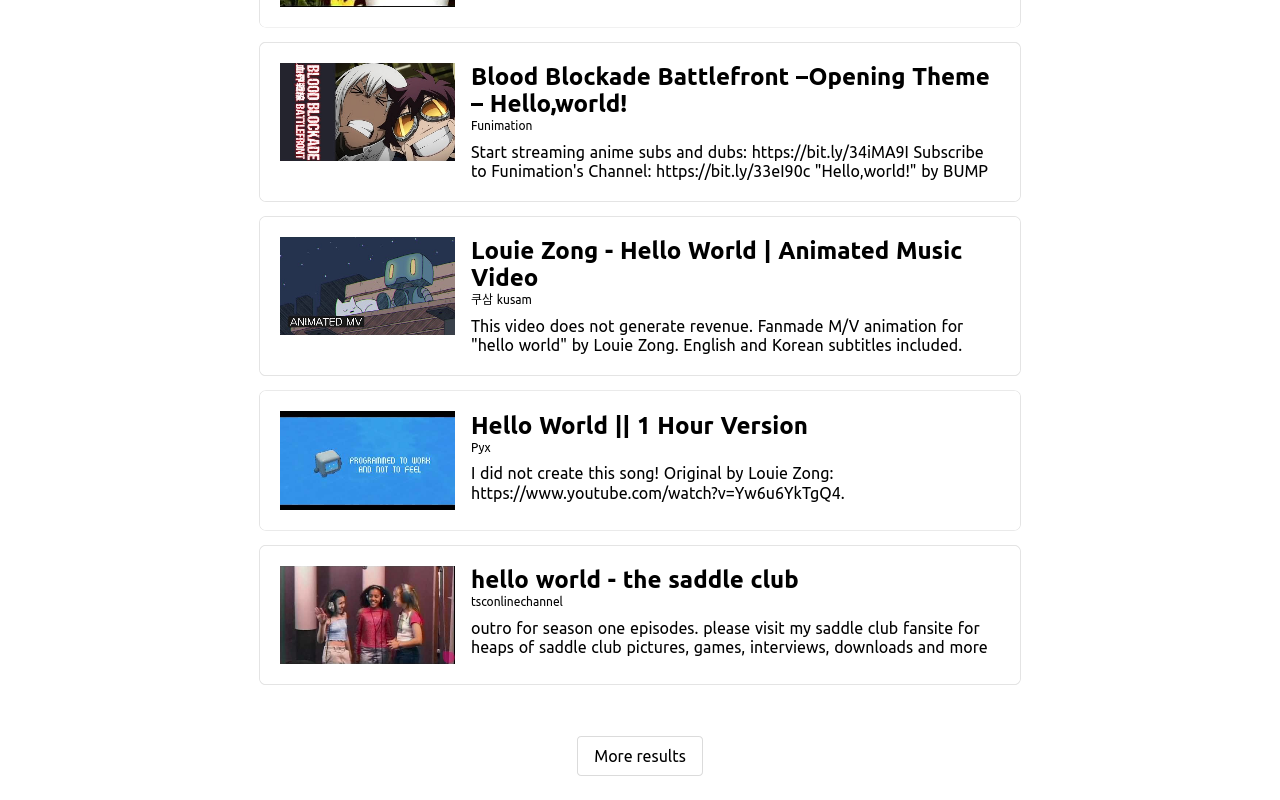 BLOOD BLOCKADE
BATTLEFRONT
Blood Blockade Battlefront –Opening Theme
– Hello,world!
Funimation
Start streaming anime subs and dubs: https://bit.ly/34iMA9I Subscribe
to Funimation's Channel: https://bit.ly/33eI90c "Hello,world!" by BUMP
ANIMATED MV
Louie Zong - Hello World | Animated Music
Video
쿠삼 kusam
This video does not generate revenue. Fanmade M/V animation for
"hello world" by Louie Zong. English and Korean subtitles included.
PROGRAMMED TO WORK
AND NOT TO FEEL
Hello World || 1 Hour Version
Pyx
I did not create this song! Original by Louie Zong:
https://www.youtube.com/watch?v=Yw6u6YkTgQ4.
hello world - the saddle club
tsconlinechannel
outro for season one episodes. please visit my saddle club fansite for
heaps of saddle club pictures, games, interviews, downloads and more
More results